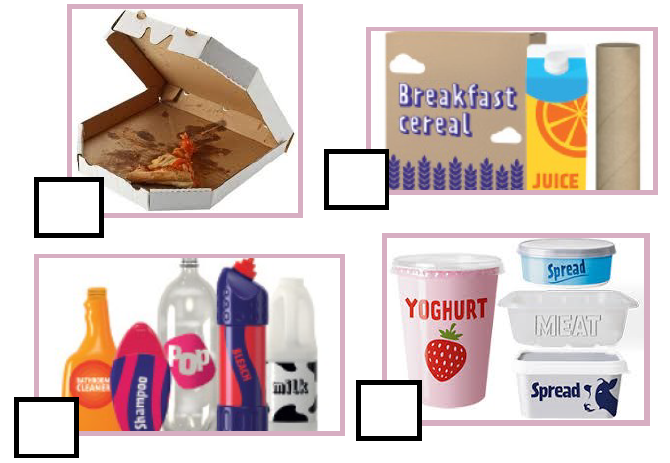 Breakfast
cereal
JUICE
BATHROOM
CLEANER
Shampoo
POP
BLEACH
milk
YOGHURT
Spread
MEAT
Spread